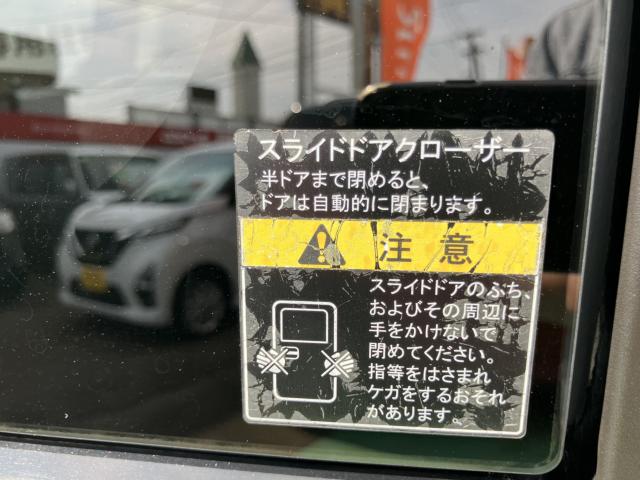 スライドドアクローザー
半ドアまで閉めると、
ドアは自動的に閉まります。
注意
スライドドアのふち、
およびその周辺に
手をかけないで
閉めてください。
指等をはさまれ
ケガをするおそれ
があります。